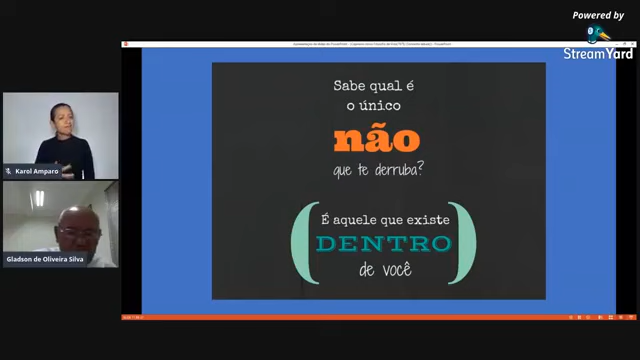 Powered by
StreamYard
Sabe qual é
o único
não
que te derruba?
É aquele que existe
DENTRO
de você
Karol Amparo
Gladson de Oliveira Silva